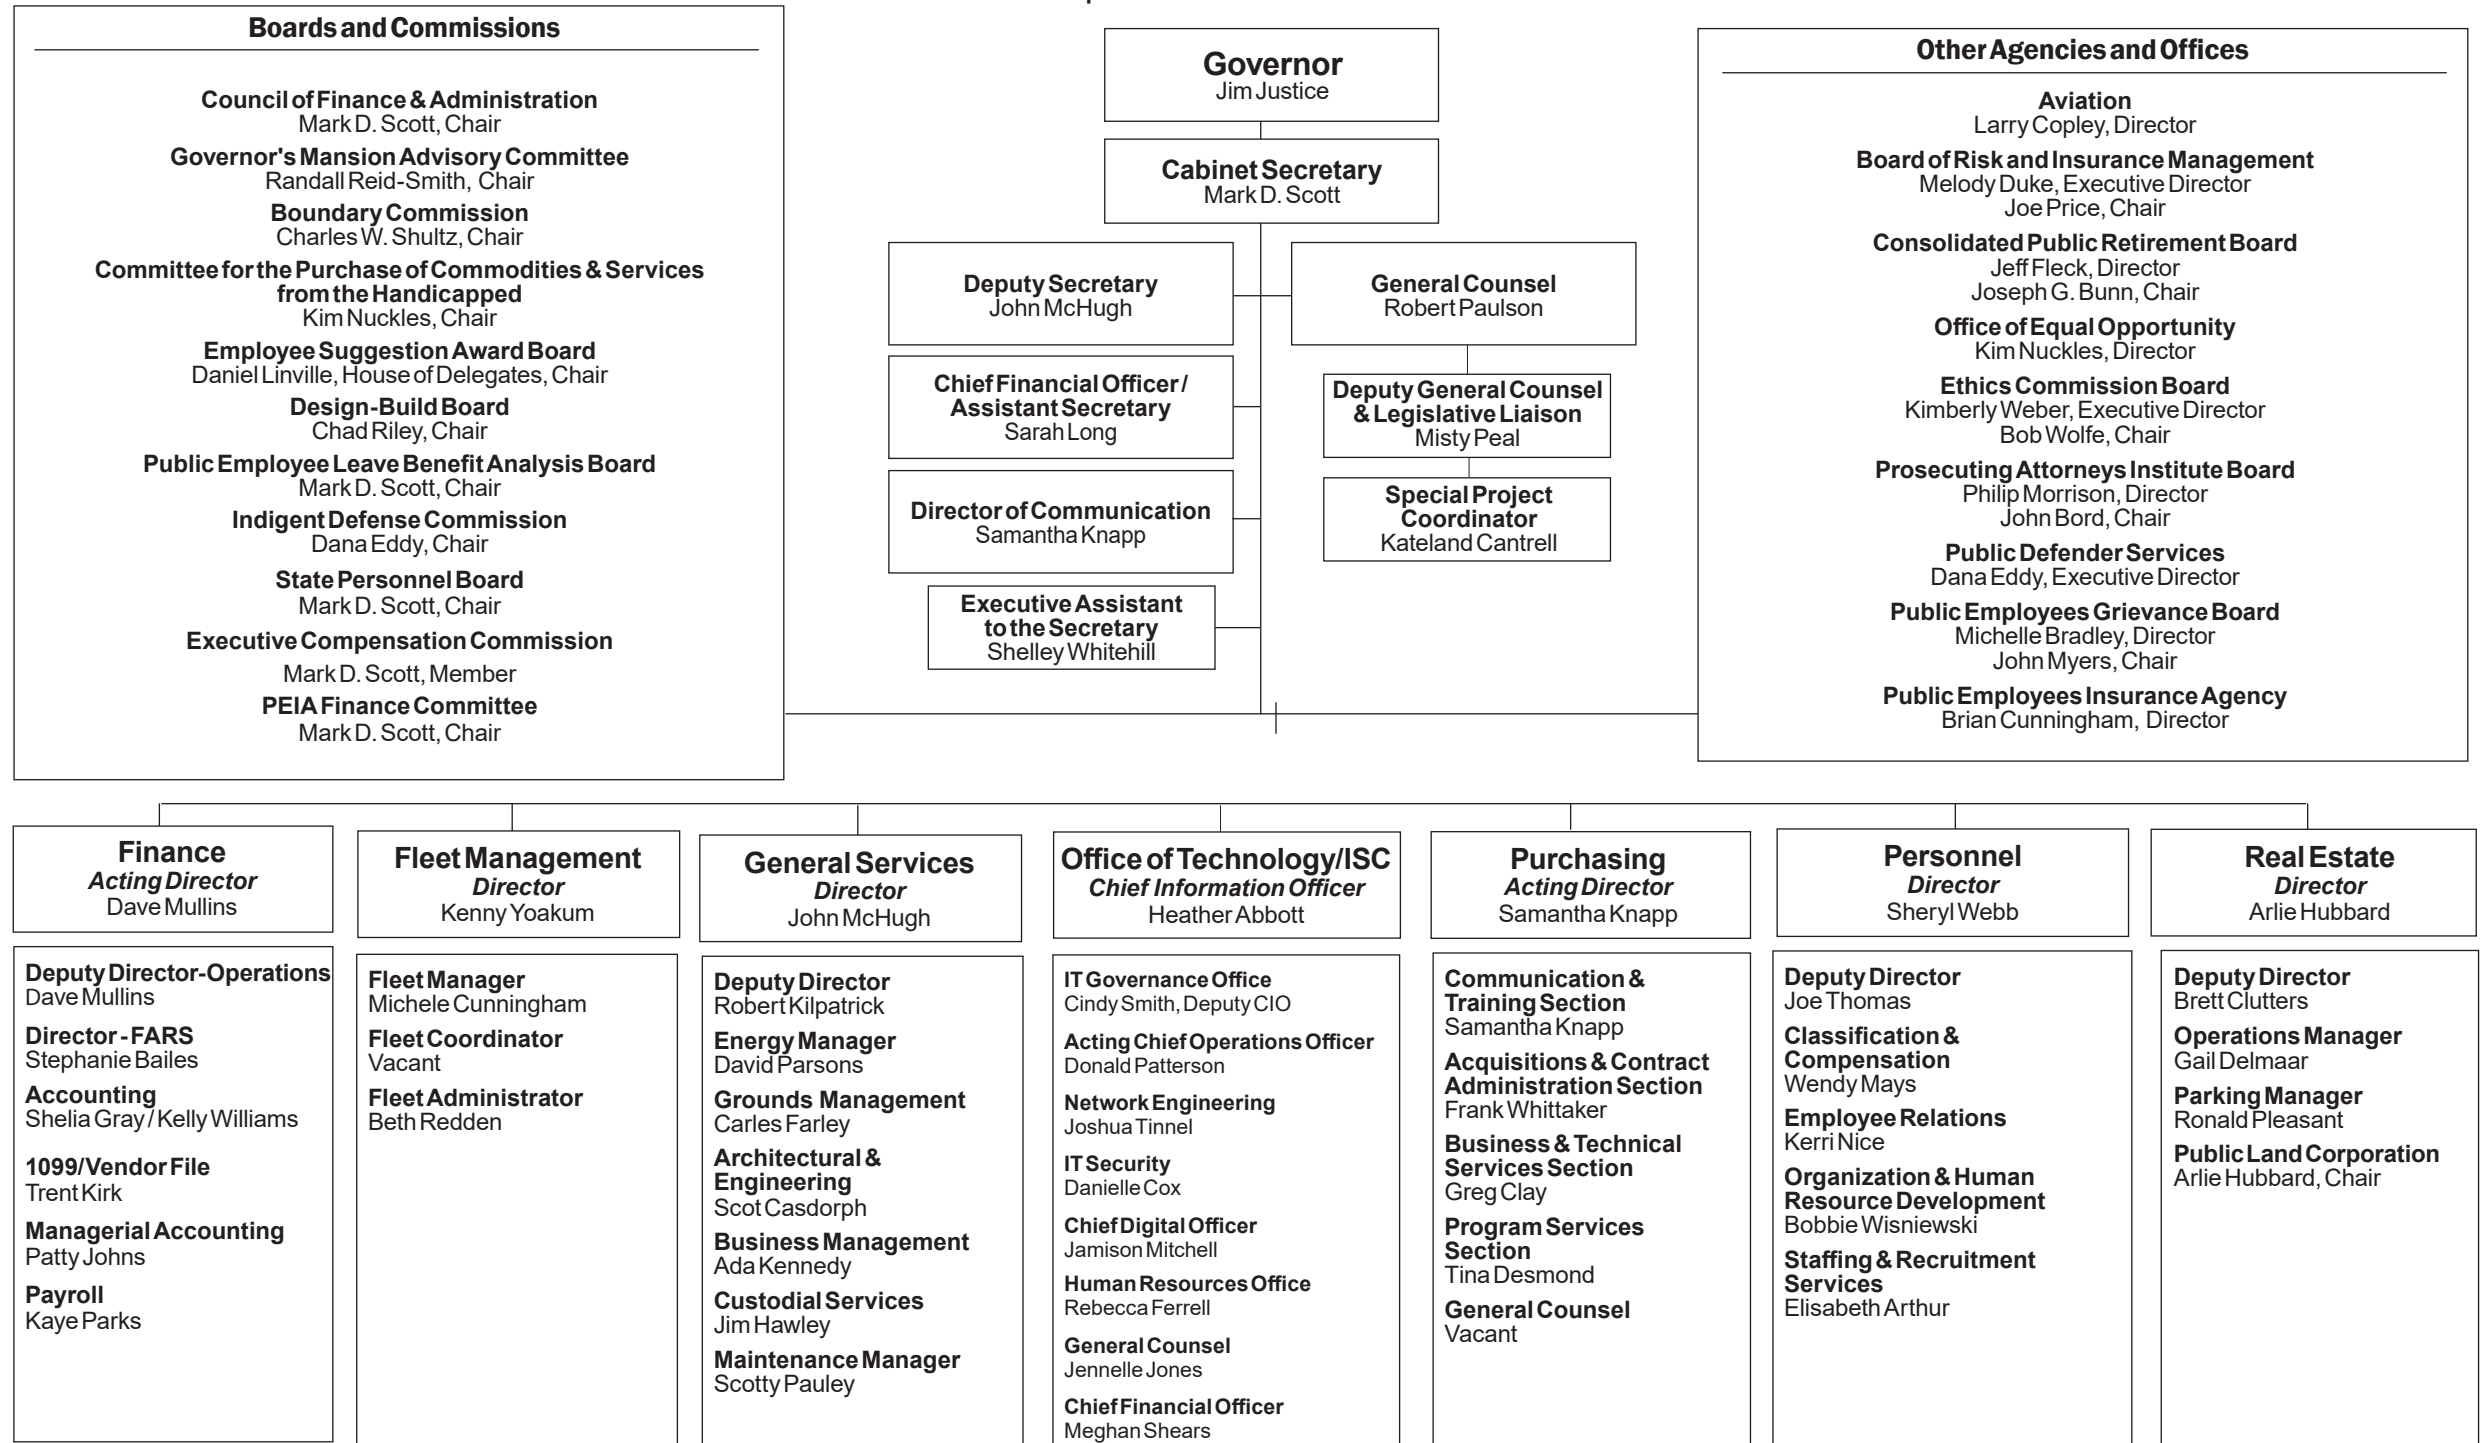 Boards and Commissions
Council of Finance & Administration
Mark D. Scott, Chair
Governor's Mansion Advisory Committee
Randall Reid-Smith, Chair
Boundary Commission
Charles W. Shultz, Chair
Committee for the Purchase of Commodities & Services
from the Handicapped
Kim Nuckles, Chair
Employee Suggestion Award Board
Daniel Linville, House of Delegates, Chair
Design-Build Board
Chad Riley, Chair
Public Employee Leave Benefit Analysis Board
Mark D. Scott, Chair
Indigent Defense Commission
Dana Eddy, Chair
State Personnel Board
Mark D. Scott, Chair
Executive Compensation Commission
Mark D. Scott, Member
PEIA Finance Committee
Mark D. Scott, Chair
Governor
Jim Justice
Cabinet Secretary
Mark D. Scott
Deputy Secretary
John McHugh
General Counsel
Robert Paulson
Chief Financial Officer /
Assistant Secretary
Sarah Long
Deputy General Counsel
& Legislative Liaison
Misty Peal
Director of Communication
Samantha Knapp
Special Project
Coordinator
Kateland Cantrell
Executive Assistant
to the Secretary
Shelley Whitehill
Other Agencies and Offices
Aviation
Larry Copley, Director
Board of Risk and Insurance Management
Melody Duke, Executive Director
Joe Price, Chair
Consolidated Public Retirement Board
Jeff Fleck, Director
Joseph G. Bunn, Chair
Office of Equal Opportunity
Kim Nuckles, Director
Ethics Commission Board
Kimberly Weber, Executive Director
Bob Wolfe, Chair
Prosecuting Attorneys Institute Board
Philip Morrison, Director
John Bord, Chair
Public Defender Services
Dana Eddy, Executive Director
Public Employees Grievance Board
Michelle Bradley, Director
John Myers, Chair
Public Employees Insurance Agency
Brian Cunningham, Director
Finance
Acting Director
Dave Mullins
Deputy Director-Operations
Dave Mullins
Director - FARS
Stephanie Bailes
Accounting
Shelia Gray / Kelly Williams
1099/Vendor File
Trent Kirk
Managerial Accounting
Patty Johns
Payroll
Kaye Parks
Fleet Management
Director
Kenny Yoakum
Fleet Manager
Michele Cunningham
Fleet Coordinator
Vacant
Fleet Administrator
Beth Redden
General Services
Director
John McHugh
Deputy Director
Robert Kilpatrick
Energy Manager
David Parsons
Grounds Management
Carles Farley
Architectural &
Engineering
Scot Casdorph
Business Management
Ada Kennedy
Custodial Services
Jim Hawley
Maintenance Manager
Scotty Pauley
Office of Technology/ISC
Chief Information Officer
Heather Abbott
IT Governance Office
Cindy Smith, Deputy CIO
Acting Chief Operations Officer
Donald Patterson
Network Engineering
Joshua Tinnel
IT Security
Danielle Cox
Chief Digital Officer
Jamison Mitchell
Human Resources Office
Rebecca Ferrell
General Counsel
Jennelle Jones
Chief Financial Officer
Meghan Shears
Purchasing
Acting Director
Samantha Knapp
Communication &
Training Section
Samantha Knapp
Acquisitions & Contract
Administration Section
Frank Whittaker
Business & Technical
Services Section
Greg Clay
Program Services
Section
Tina Desmond
General Counsel
Vacant
Personnel
Director
Sheryl Webb
Deputy Director
Joe Thomas
Classification &
Compensation
Wendy Mays
Employee Relations
Kerri Nice
Organization & Human
Resource Development
Bobbie Wisniewski
Staffing & Recruitment
Services
Elisabeth Arthur
Real Estate
Director
Arlie Hubbard
Deputy Director
Brett Clutters
Operations Manager
Gail Delmaar
Parking Manager
Ronald Pleasant
Public Land Corporation
Arlie Hubbard, Chair